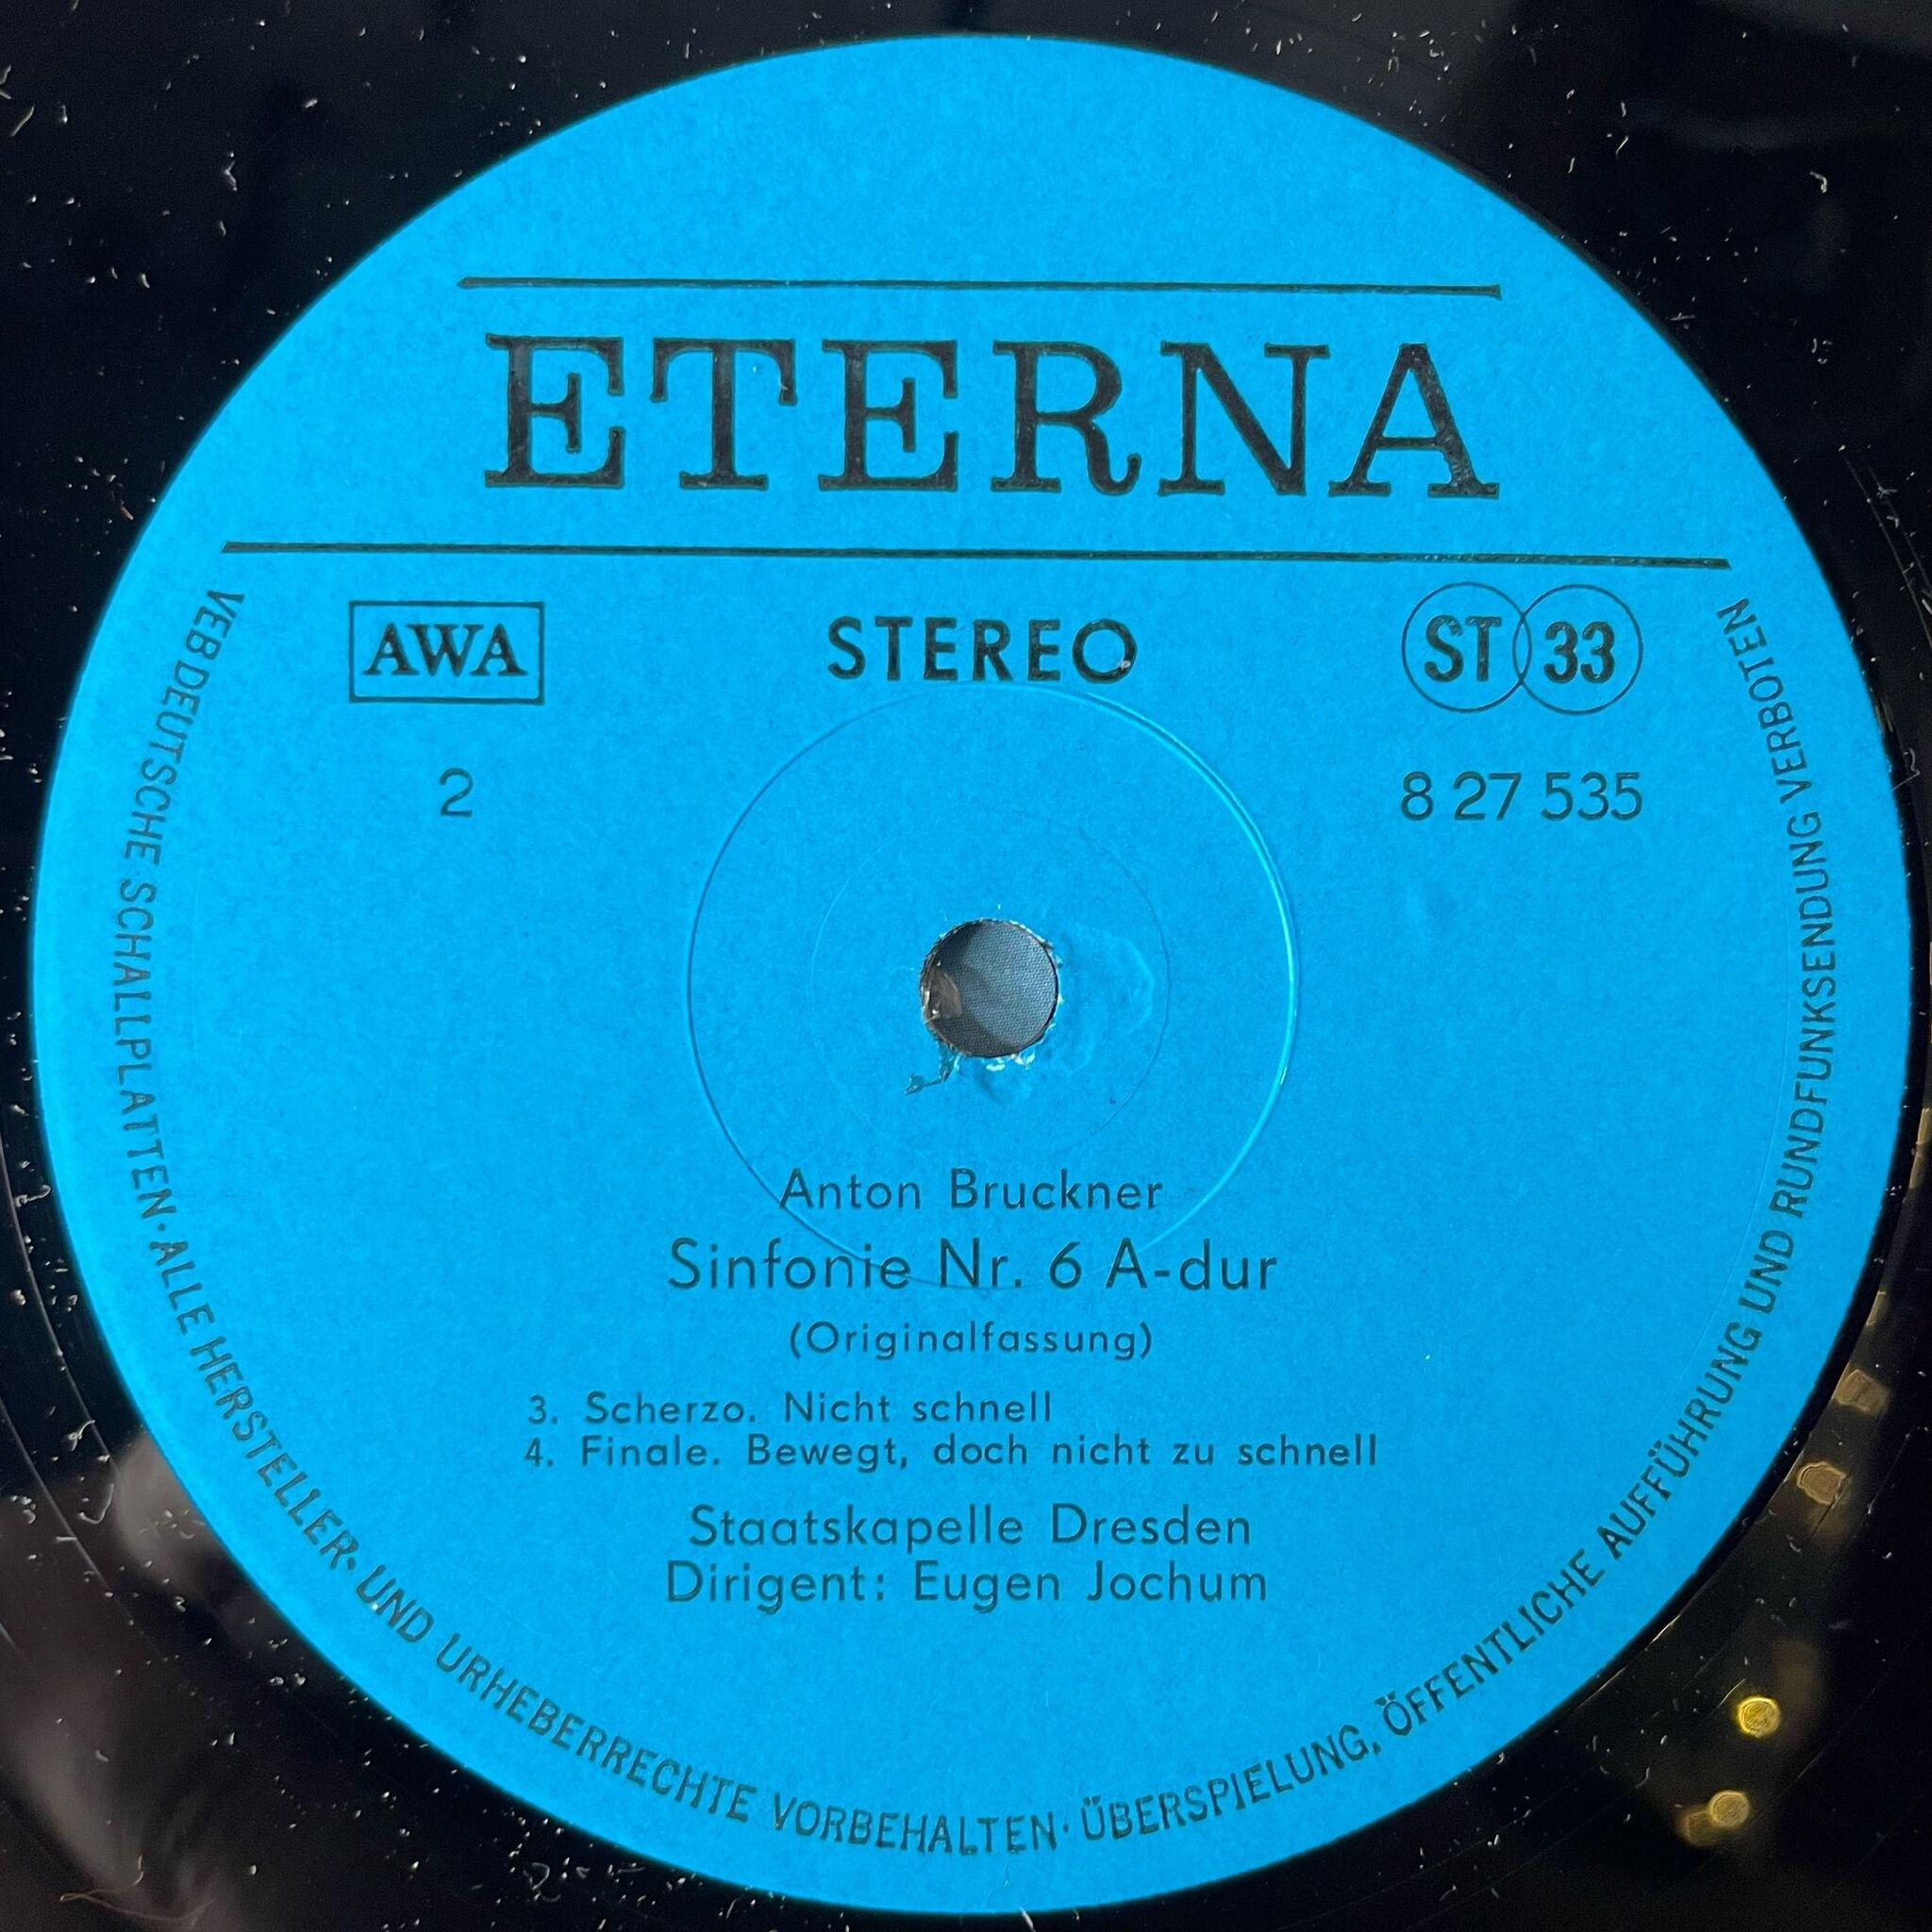 ETERNA
AWA
STEREO
ST 33
2
8 27 535
Anton Bruckner
Sinfonie Nr. 6 A-dur
(Originalfassung)
3. Scherzo. Nicht schnell
4. Finale. Bewegt, doch nicht zu schnell
Staatskapelle Dresden
Dirigent: Eugen Jochum
VEB DEUTSCHE SCHALLPLATTEN · ALLE HERSTELLER- UND URHEBERRECHTE VORBEHALTEN · ÜBERSPIELUNG, ÖFFENTLICHE AUFFÜHRUNG UND RUNDFUNKSENDUNG VERBOTEN